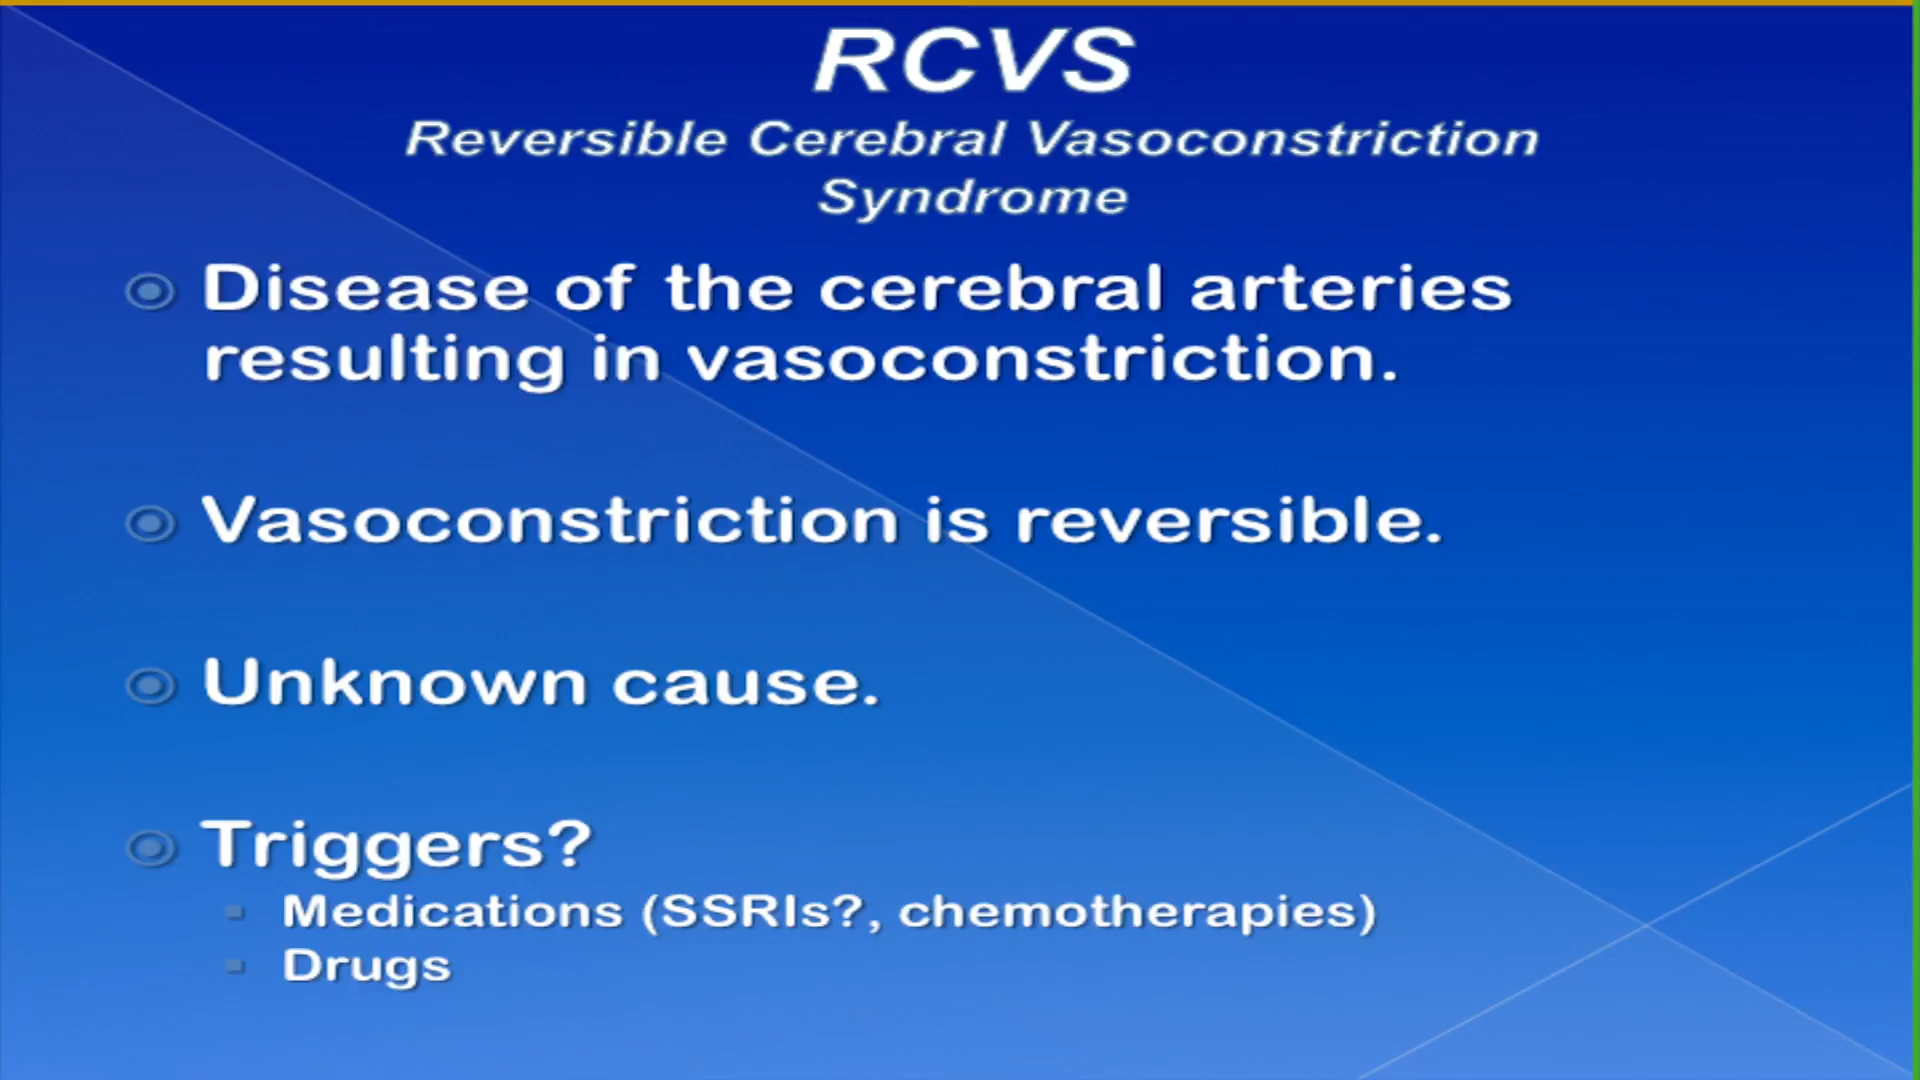 RCVS
Reversible Cerebral Vasoconstriction
Syndrome
Disease of the cerebral arteries
resulting in vasoconstriction.
Vasoconstriction is reversible.
Unknown cause.
Triggers?
Medications (SSRIs?, chemotherapies)
Drugs